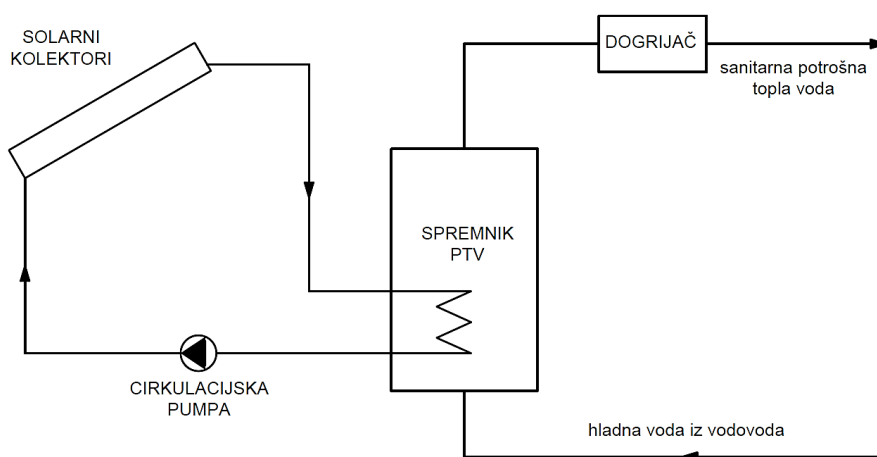 SOLARNI
KOLEKTORI
DOGRIJAČ
sanitarna potrošna
topla voda
SPREMNIK
PTV
CIRKULACIJSKA
PUMPA
hladna voda iz vodovoda